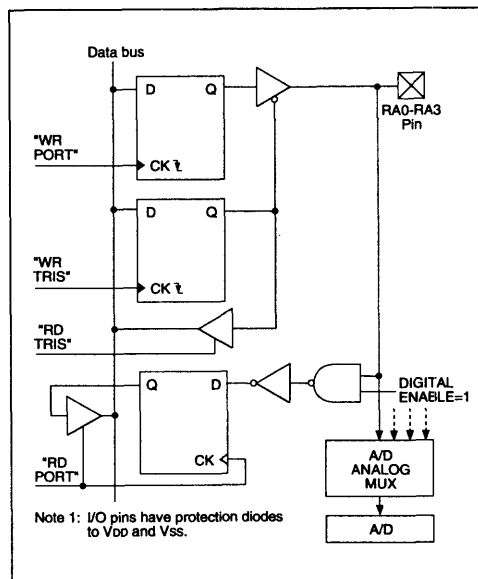 Data bus
D Q
RA0-RA3
Pin
"WR
PORT"
CK
D Q
"WR
TRIS"
CK
"RD
TRIS"
Q D
DIGITAL
ENABLE=1
CK
"RD
PORT"
A/D
ANALOG
MUX
A/D
Note 1: I/O pins have protection diodes
to VDD and VSS.